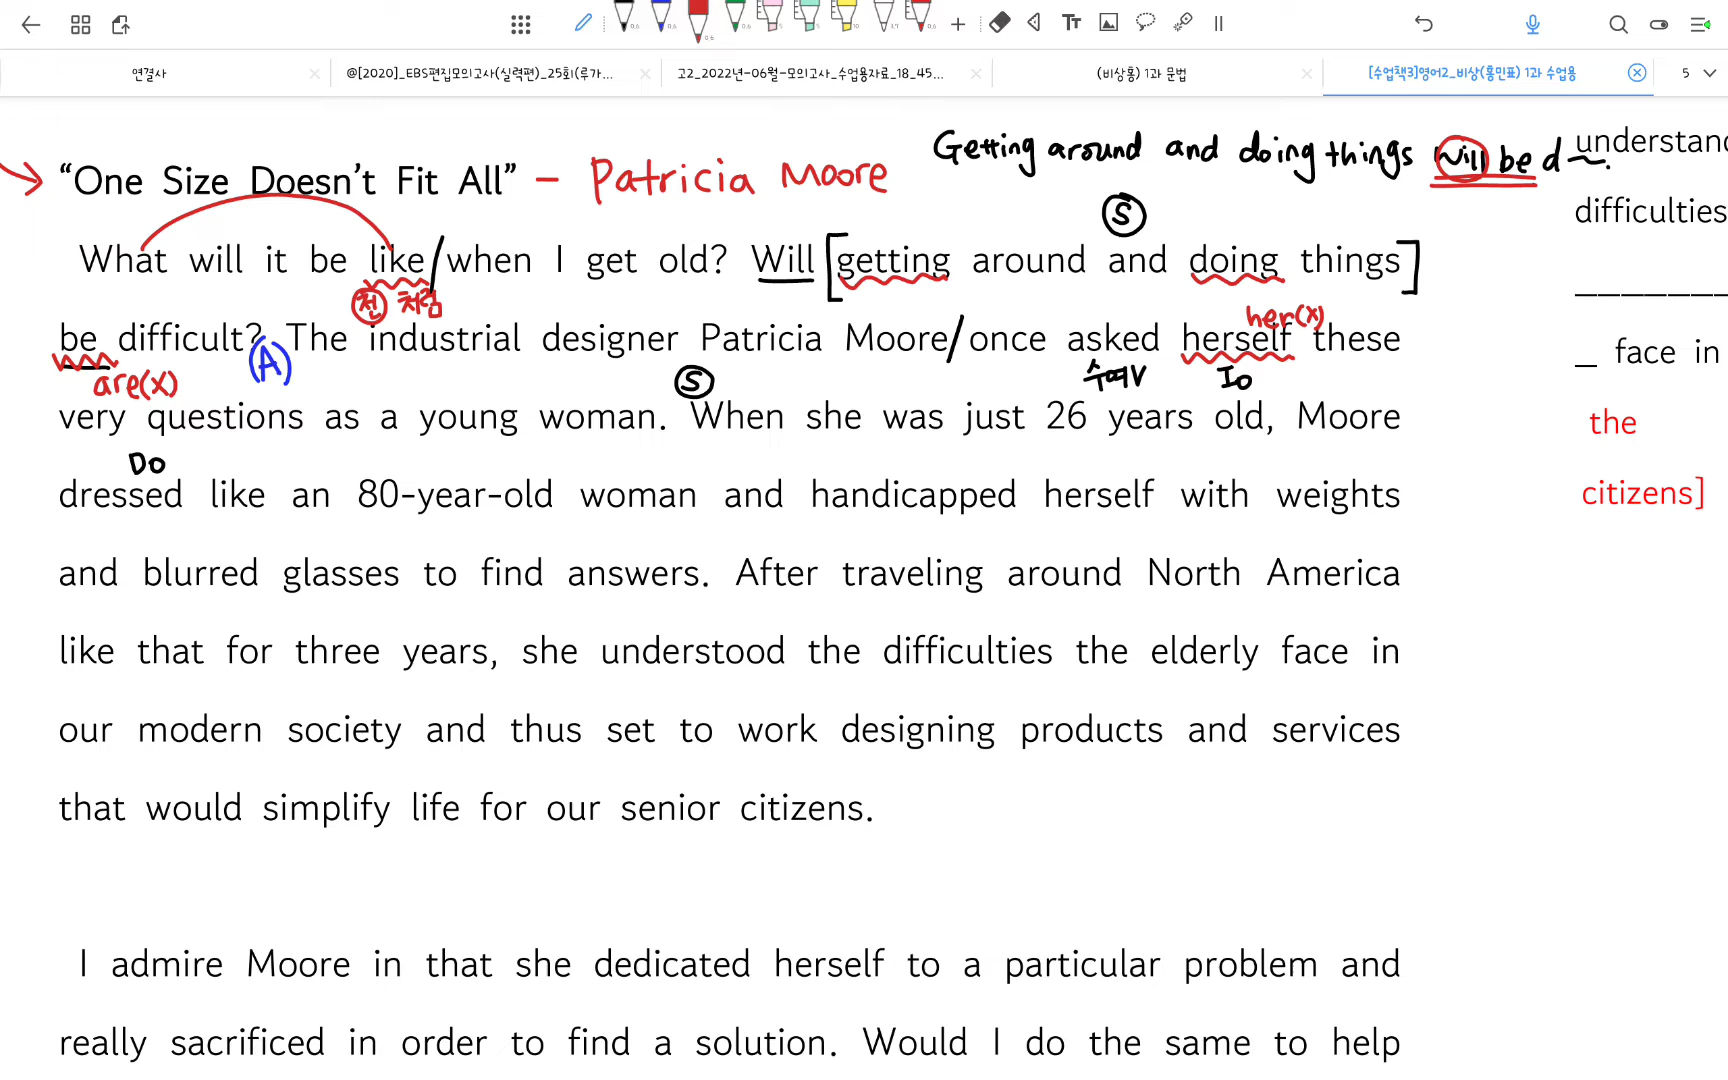 연결사
@[2020]_EBS편집모의고사(실력편)_25회(류가...
고2_2022년-06월-모의고사_수업용자료_18_45...
(비상홍) 1과 문법
[수업책3]영어2_비상(홍민표) 1과 수업용
5
Getting around and doing things will be d~.
“One Size Doesn’t Fit All” – Patricia Moore
S
What will it be like/when I get old? Will [getting around and doing things]
전 처럼
her(x)
be difficult? The industrial designer Patricia Moore/once asked herself these
are(x)
(A)
S
수여V
IO
very questions as a young woman. When she was just 26 years old, Moore
DO
dressed like an 80-year-old woman and handicapped herself with weights
and blurred glasses to find answers. After traveling around North America
like that for three years, she understood the difficulties the elderly face in
our modern society and thus set to work designing products and services
that would simplify life for our senior citizens.
I admire Moore in that she dedicated herself to a particular problem and
really sacrificed in order to find a solution. Would I do the same to help
understand
difficulties
_ face in
the
citizens]